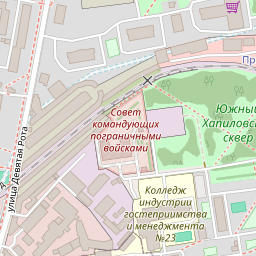 Пр
Совет
командующих
пограничными
войсками
Южный
Хапиловс
сквер
улица Девятая Рота
Колледж
индустрии
гостеприимства
и менеджмента
№23